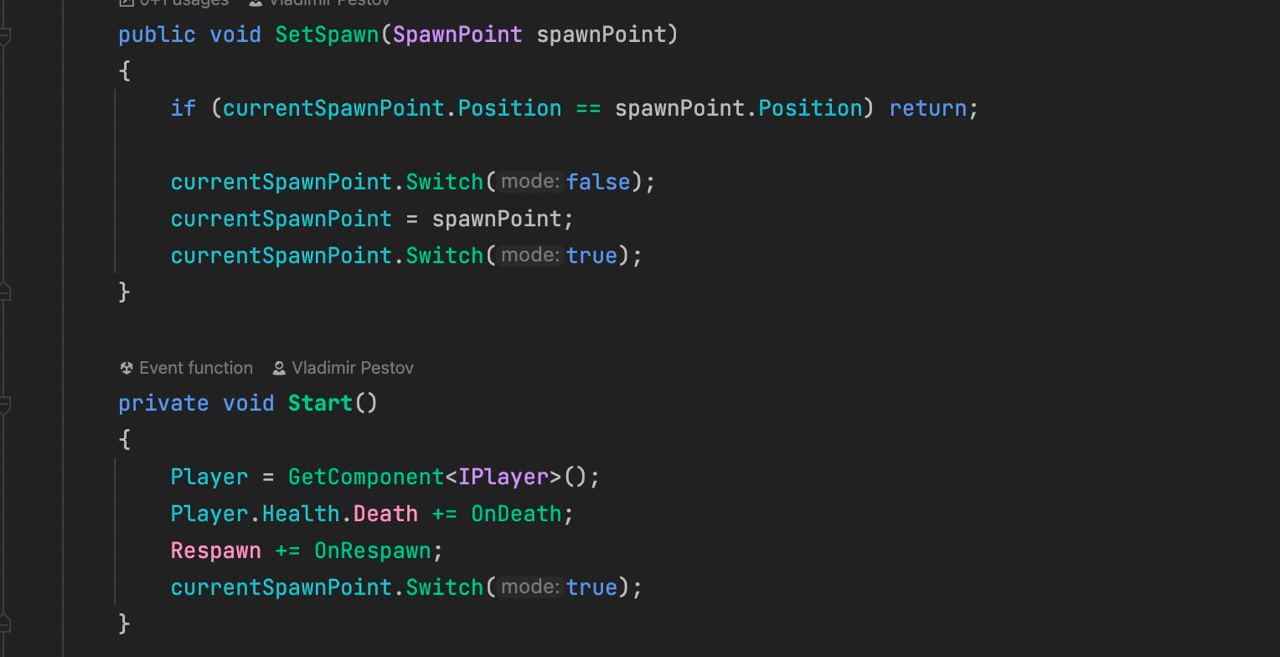 0+1 usages Vladimir Pestov
public void SetSpawn(SpawnPoint spawnPoint)
{
if (currentSpawnPoint.Position == spawnPoint.Position) return;
currentSpawnPoint.Switch(mode: false);
currentSpawnPoint = spawnPoint;
currentSpawnPoint.Switch(mode: true);
}
Event function Vladimir Pestov
private void Start()
{
Player = GetComponent<IPlayer>();
Player.Health.Death += OnDeath;
Respawn += OnRespawn;
currentSpawnPoint.Switch(mode: true);
}